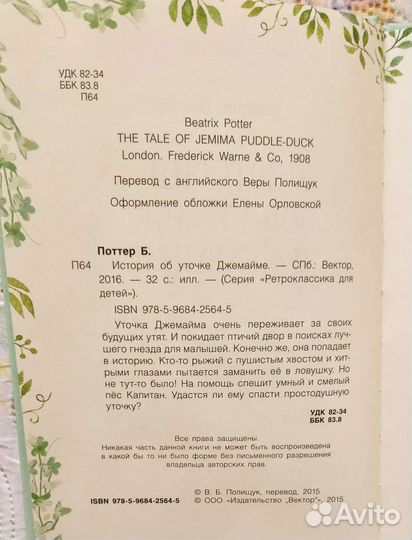 УДК 82-34
ББК 83.8
П64
Beatrix Potter
THE TALE OF JEMIMA PUDDLE-DUCK
London. Frederick Warne & Co, 1908
Перевод с английского Веры Полищук
Оформление обложки Елены Орловской
Поттер Б.
П64 История об уточке Джемайме. — СПб.: Вектор,
2016. — 32 с.: илл. — (Серия «Ретроклассика для
детей»).
ISBN 978-5-9684-2564-5
Уточка Джемайма очень переживает за своих
будущих утят. И покидает птичий двор в поисках луч-
шего гнезда для малышей. Конечно же, она попадает
в историю. Кто-то рыжий с пушистым хвостом и хит-
рыми глазами пытается заманить её в ловушку. Но
не тут-то было! На помощь спешит умный и смелый
пёс Капитан. Удастся ли ему спасти простодушную
уточку?
УДК 82-34
ББК 83.8
Все права защищены.
Никакая часть данной книги не может быть воспроизведена
в какой бы то ни было форме без письменного разрешения
владельца авторских прав.
© В. Б. Полищук, перевод, 2015
ISBN 978-5-9684-2564-5 © ООО «Издательство „Вектор“», 2015
Avito